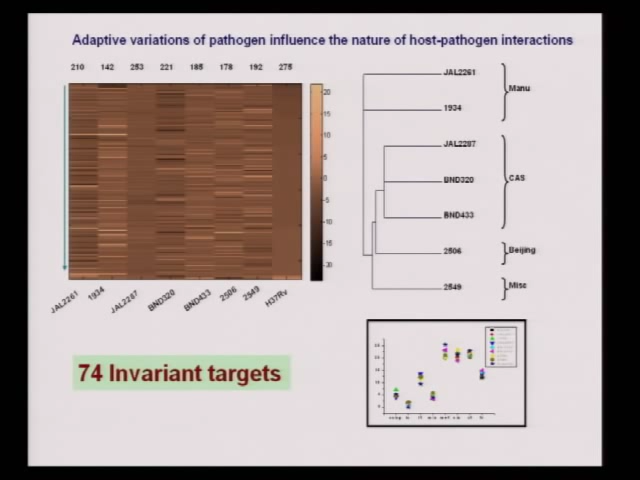 Adaptive variations of pathogen influence the nature of host-pathogen interactions
210 142 253 221 185 178 192 275
20
15
10
5
0
-5
-10
-15
-20
JAL2261 1934 JAL2287 BND320 BND433 2506 2549 H37Rv
JAL2261
1934
Manu
JAL2287
BND320
BND433
CAS
2506
Beijing
2549
Misc
74 Invariant targets